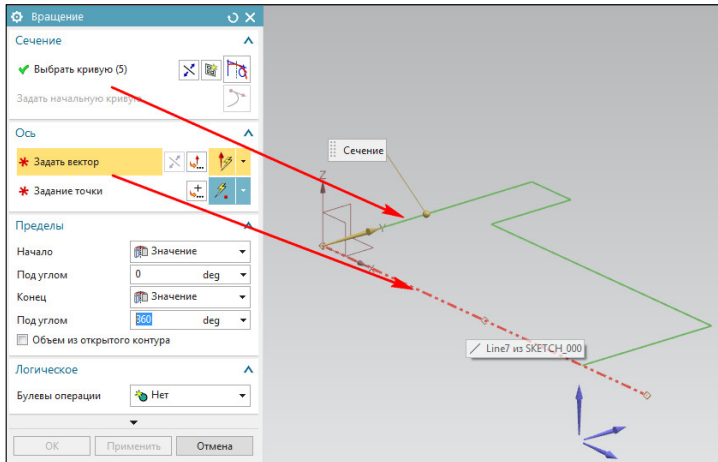 Вращение
Сечение
Выбрать кривую (5)
Задать начальную кривую
Ось
Задать вектор
Задание точки
Пределы
Начало
Значение
Под углом
0 deg
Конец
Значение
Под углом
360 deg
Объем из открытого контура
Логическое
Булевы операции
Нет
ОК
Применить
Отмена
Сечение
Z
Y
X
Line7 из SKETCH_000